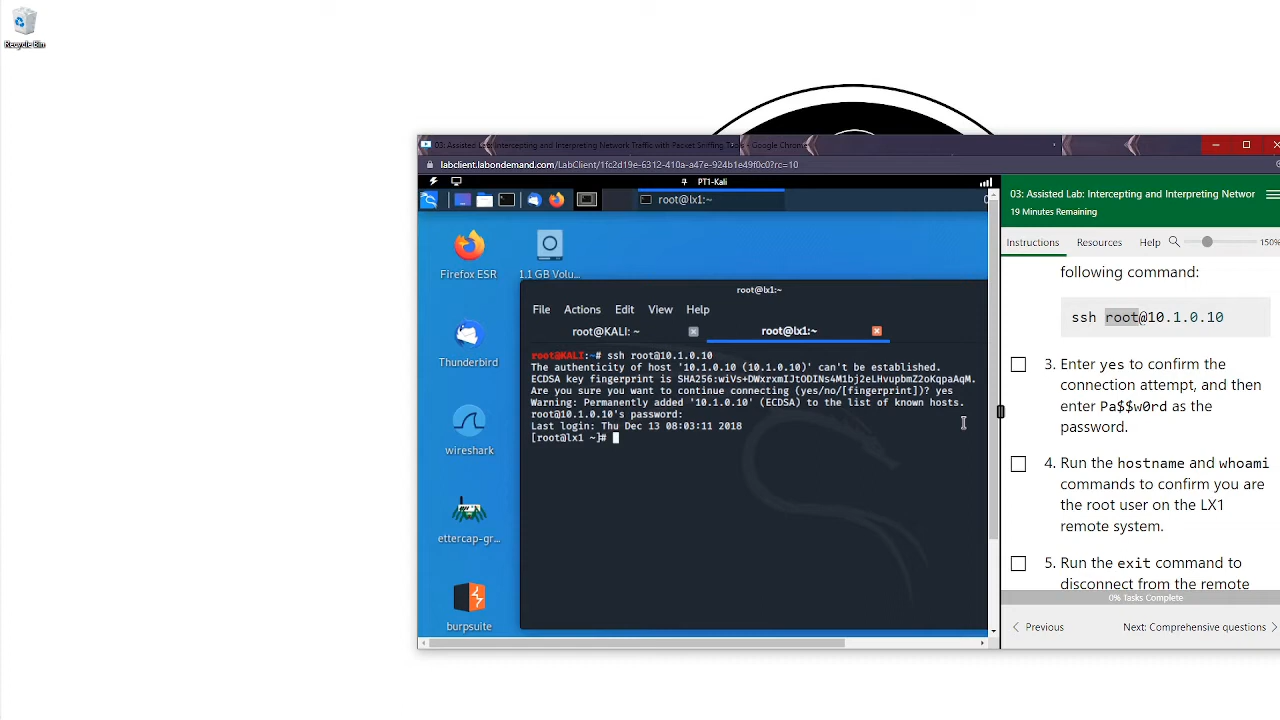 Recycle Bin
03: Assisted Lab: Intercepting and Interpreting Network Traffic with Packet Sniffing Tools - Google Chrome
labclient.labondemand.com/LabClient/1fc2d19e-6312-410a-a47e-924b1e49f0c0?rc=10
PT1-Kali
root@lx1:~
Firefox ESR
1.1 GB Volu...
Thunderbird
wireshark
ettercap-gr...
burpsuite
root@lx1:~
File Actions Edit View Help
root@KALI: ~
root@lx1:~
root@KALI:~# ssh root@10.1.0.10
The authenticity of host '10.1.0.10 (10.1.0.10)' can't be established.
ECDSA key fingerprint is SHA256:wiVs+DWxrxmIJtODINs4M1bj2eLHvupbmZ2oKqpaAqM.
Are you sure you want to continue connecting (yes/no/[fingerprint])? yes
Warning: Permanently added '10.1.0.10' (ECDSA) to the list of known hosts.
root@10.1.0.10's password:
Last login: Thu Dec 13 08:03:11 2018
[root@lx1 ~]#
03: Assisted Lab: Intercepting and Interpreting Networ
19 Minutes Remaining
Instructions Resources Help 150%
following command:
ssh root@10.1.0.10
3. Enter yes to confirm the
connection attempt, and then
enter Pa$$w0rd as the
password.
4. Run the hostname and whoami
commands to confirm you are
the root user on the LX1
remote system.
5. Run the exit command to
disconnect from the remote
0% Tasks Complete
Previous
Next: Comprehensive questions